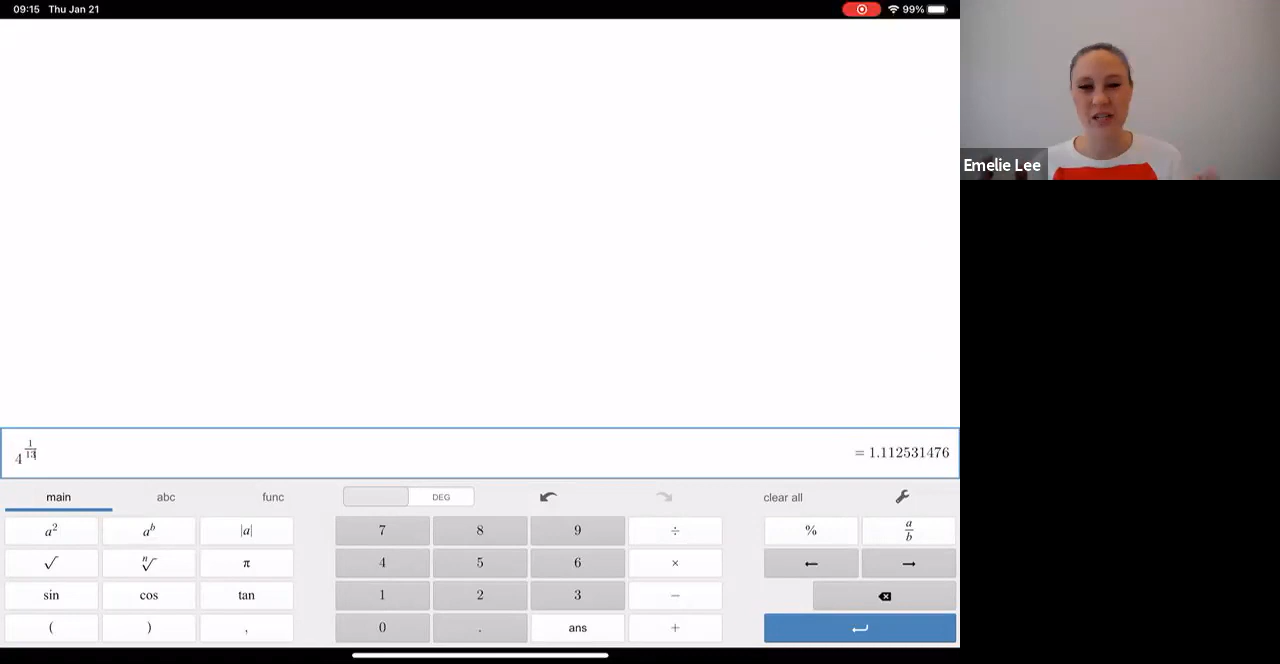 09:15 Thu Jan 21 99%
Emelie Lee
4^(1/13) = 1.112531476
main abc func DEG clear all
a² a^b |a| 7 8 9 ÷ % a/b
√ ⁿ√ π 4 5 6 × ← →
sin cos tan 1 2 3 −
( ) , 0 . ans +